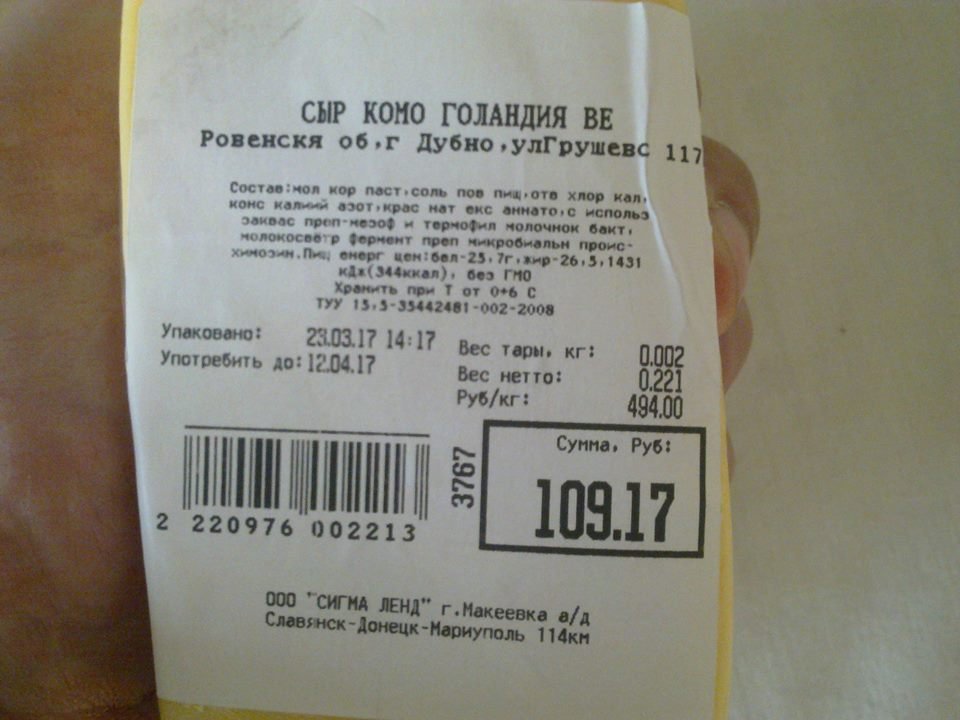 СЫР КОМО ГОЛАНДИЯ ВЕ
Ровенскя об,г Дубно,улГрушевс 117
Состав:мол кор паст,соль пов пищ,отв хлор кал,
конс калиий азот,крас нат екс аннато,с использ
заквас преп-мезоф и термофил молочнок бакт,
молокосвер фермент преп микробиальн проис-
химозин.Пищ енерг цен:бел-25,7г,жир-26,5,1431
кДж(344ккал), без ГМО
Хранить при Т от 0+6 С
ТУУ 15,5-35442481-002-2008
Упаковано: 23.03.17 14:17
Употребить до: 12.04.17
Вес тары, кг: 0.002
Вес нетто: 0.221
Руб/кг: 494.00
Сумма, Руб:
109.17
3767
2 220976 002213
ООО "СИГМА ЛЕНД" г.Макеевка а/д
Славянск-Донецк-Мариуполь 114км